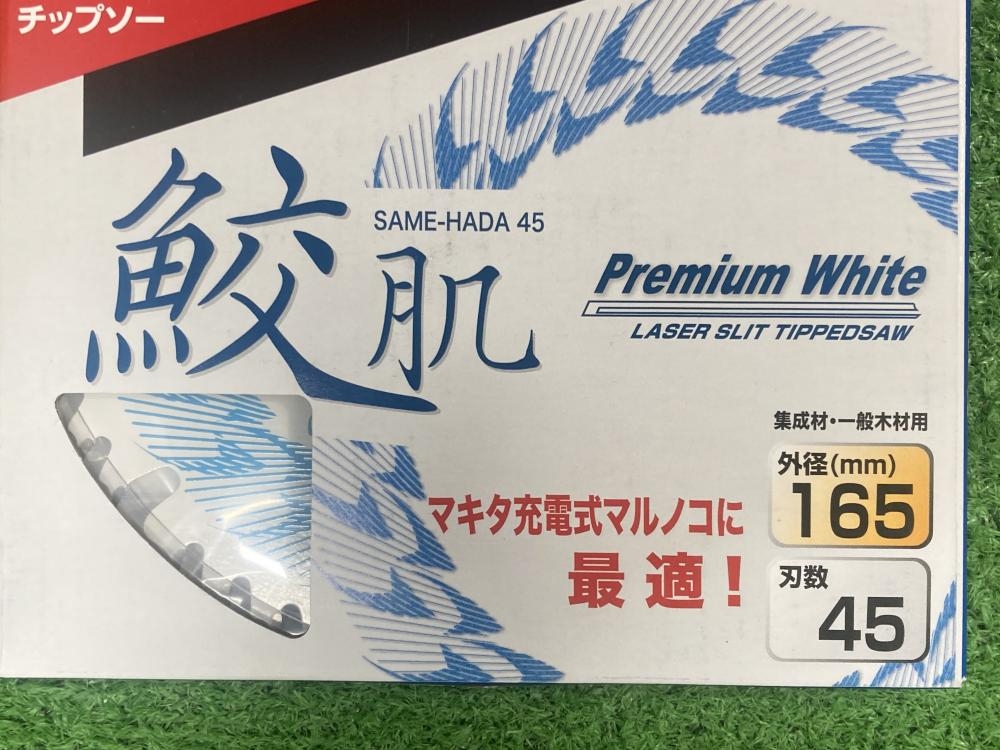 チップソー
鮫肌
SAME-HADA 45
Premium White
LASER SLIT TIPPEDSAW
集成材・一般木材用
外径(mm)
165
マキタ充電式マルノコに
最適！
刃数
45